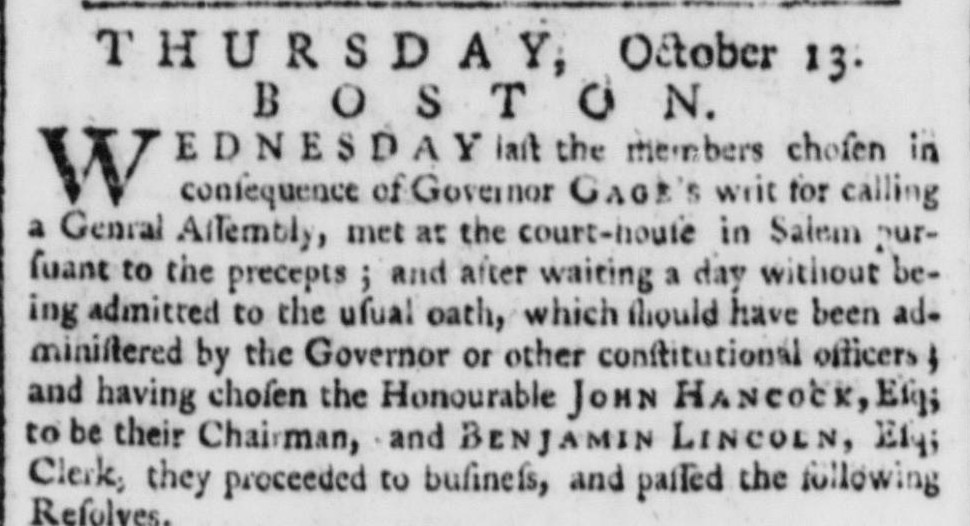 THURSDAY, October 13.
BOSTON.
WEDNESDAY laſt the members choſen in
conſequence of Governor GAGE's writ for calling
a Genral Aſſembly, met at the court-houſe in Salem pur-
ſuant to the precepts ; and after waiting a day without be-
ing admitted to the uſual oath, which ſhould have been ad-
miniſtered by the Governor or other conſtitutional officers ;
and having choſen the Honourable JOHN HANCOCK, Eſq;
to be their Chairman, and BENJAMIN LINCOLN, Eſq;
Clerk, they proceeded to buſineſs, and paſſed the following
Reſolves.